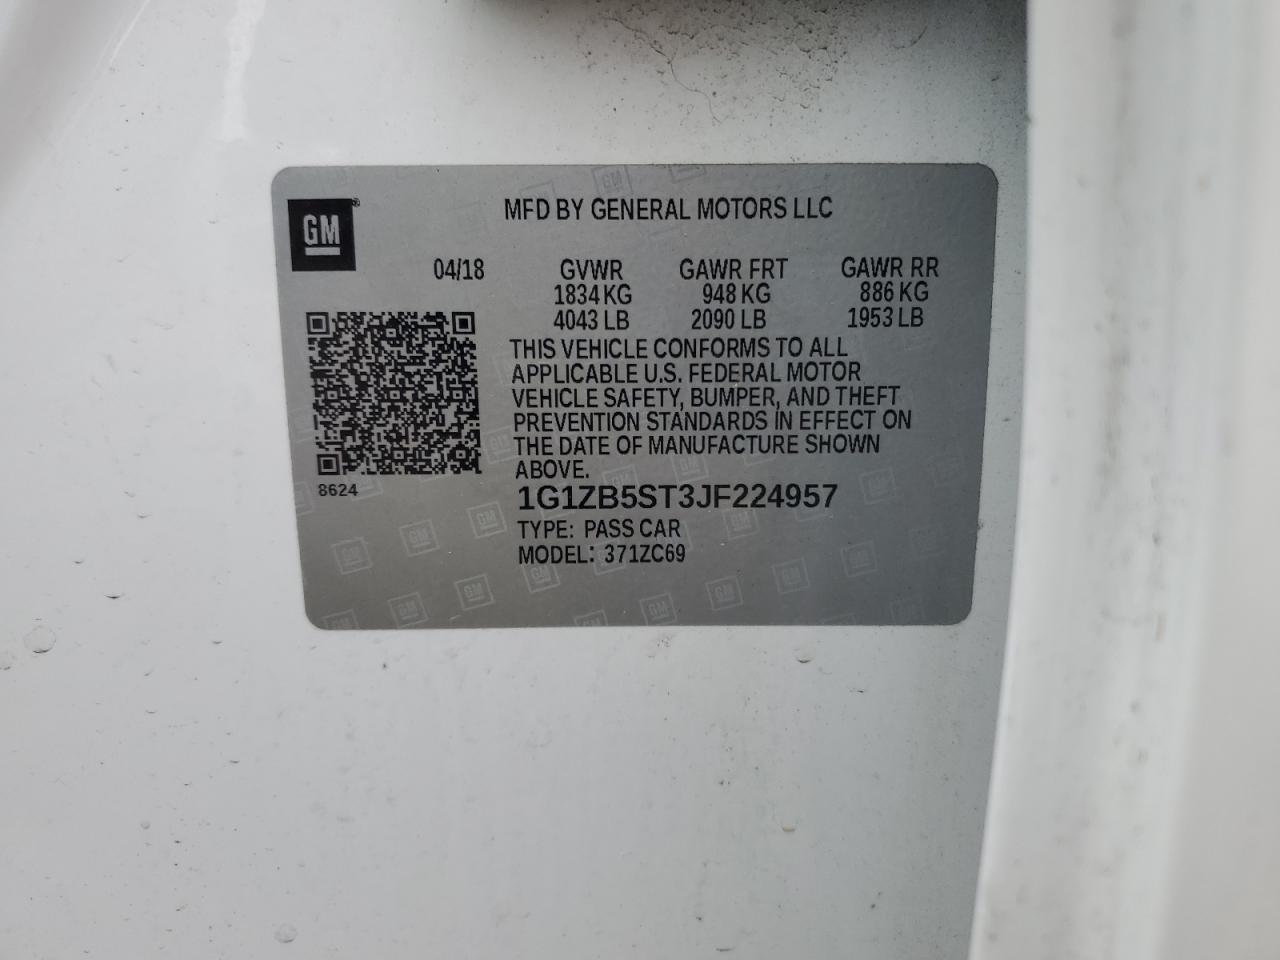 GM®
MFD BY GENERAL MOTORS LLC
04/18 GVWR GAWR FRT GAWR RR
1834 KG 948 KG 886 KG
4043 LB 2090 LB 1953 LB
THIS VEHICLE CONFORMS TO ALL
APPLICABLE U.S. FEDERAL MOTOR
VEHICLE SAFETY, BUMPER, AND THEFT
PREVENTION STANDARDS IN EFFECT ON
THE DATE OF MANUFACTURE SHOWN
ABOVE.
8624
1G1ZB5ST3JF224957
TYPE: PASS CAR
MODEL: 371ZC69